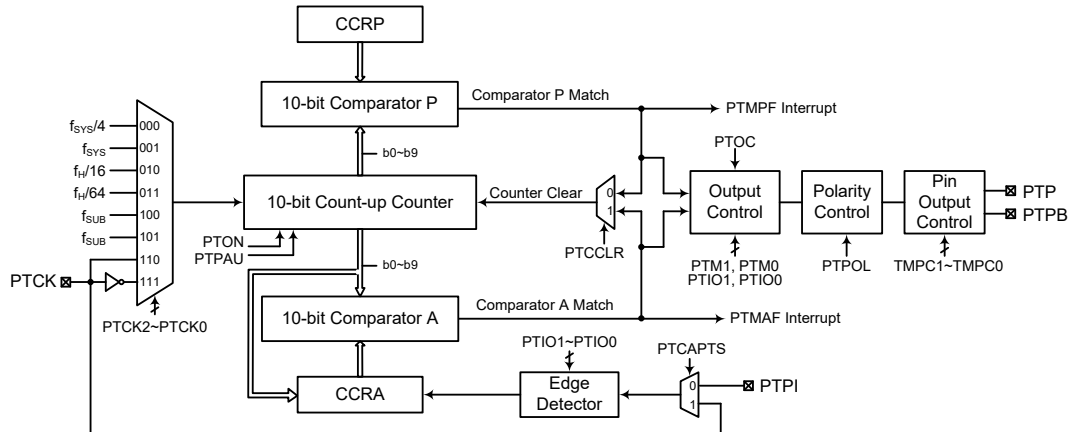 CCRP
10-bit Comparator P
Comparator P Match
PTMPF Interrupt
b0~b9
fSYS/4
000
fSYS
001
fH/16
010
fH/64
011
fSUB
100
fSUB
101
110
111
PTCK
PTCK2~PTCK0
10-bit Count-up Counter
PTON
PTPAU
Counter Clear
0
1
PTCCLR
PTOC
Output
Control
PTM1, PTM0
PTIO1, PTIO0
Polarity
Control
PTPOL
Pin
Output
Control
TMPC1~TMPC0
PTP
PTPB
b0~b9
10-bit Comparator A
Comparator A Match
PTMAF Interrupt
CCRA
PTIO1~PTIO0
Edge
Detector
PTCAPTS
0
1
PTPI